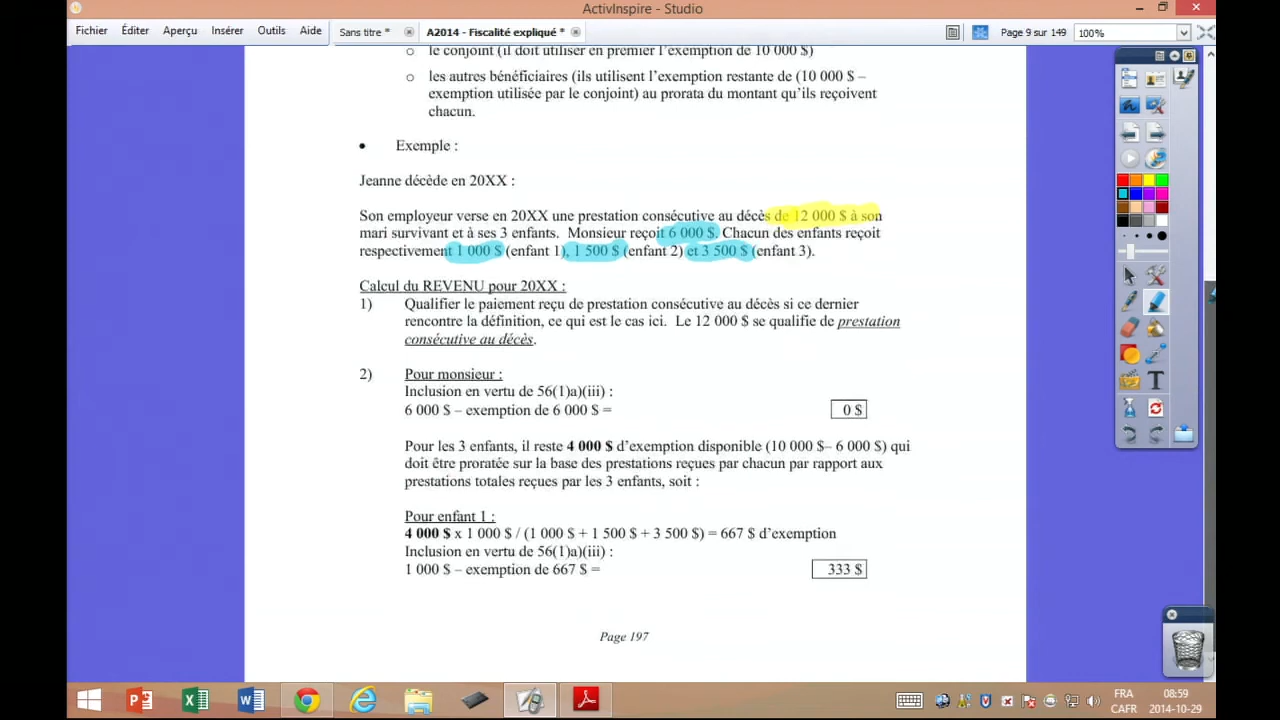 ActivInspire - Studio
Fichier Éditer Aperçu Insérer Outils Aide
Sans titre * A2014 - Fiscalité expliqué *
Page 9 sur 149 100%
o le conjoint (il doit utiliser en premier l'exemption de 10 000 $)
o les autres bénéficiaires (ils utilisent l'exemption restante de (10 000 $ –
exemption utilisée par le conjoint) au prorata du montant qu'ils reçoivent
chacun.
• Exemple :
Jeanne décède en 20XX :
Son employeur verse en 20XX une prestation consécutive au décès de 12 000 $ à son
mari survivant et à ses 3 enfants. Monsieur reçoit 6 000 $. Chacun des enfants reçoit
respectivement 1 000 $ (enfant 1), 1 500 $ (enfant 2) et 3 500 $ (enfant 3).
Calcul du REVENU pour 20XX :
1) Qualifier le paiement reçu de prestation consécutive au décès si ce dernier
rencontre la définition, ce qui est le cas ici. Le 12 000 $ se qualifie de prestation
consécutive au décès.
2) Pour monsieur :
Inclusion en vertu de 56(1)a)(iii) :
6 000 $ – exemption de 6 000 $ = 0 $
Pour les 3 enfants, il reste 4 000 $ d'exemption disponible (10 000 $– 6 000 $) qui
doit être proratée sur la base des prestations reçues par chacun par rapport aux
prestations totales reçues par les 3 enfants, soit :
Pour enfant 1 :
4 000 $ x 1 000 $ / (1 000 $ + 1 500 $ + 3 500 $) = 667 $ d'exemption
Inclusion en vertu de 56(1)a)(iii) :
1 000 $ – exemption de 667 $ = 333 $
Page 197
FRA 08:59
CAFR 2014-10-29